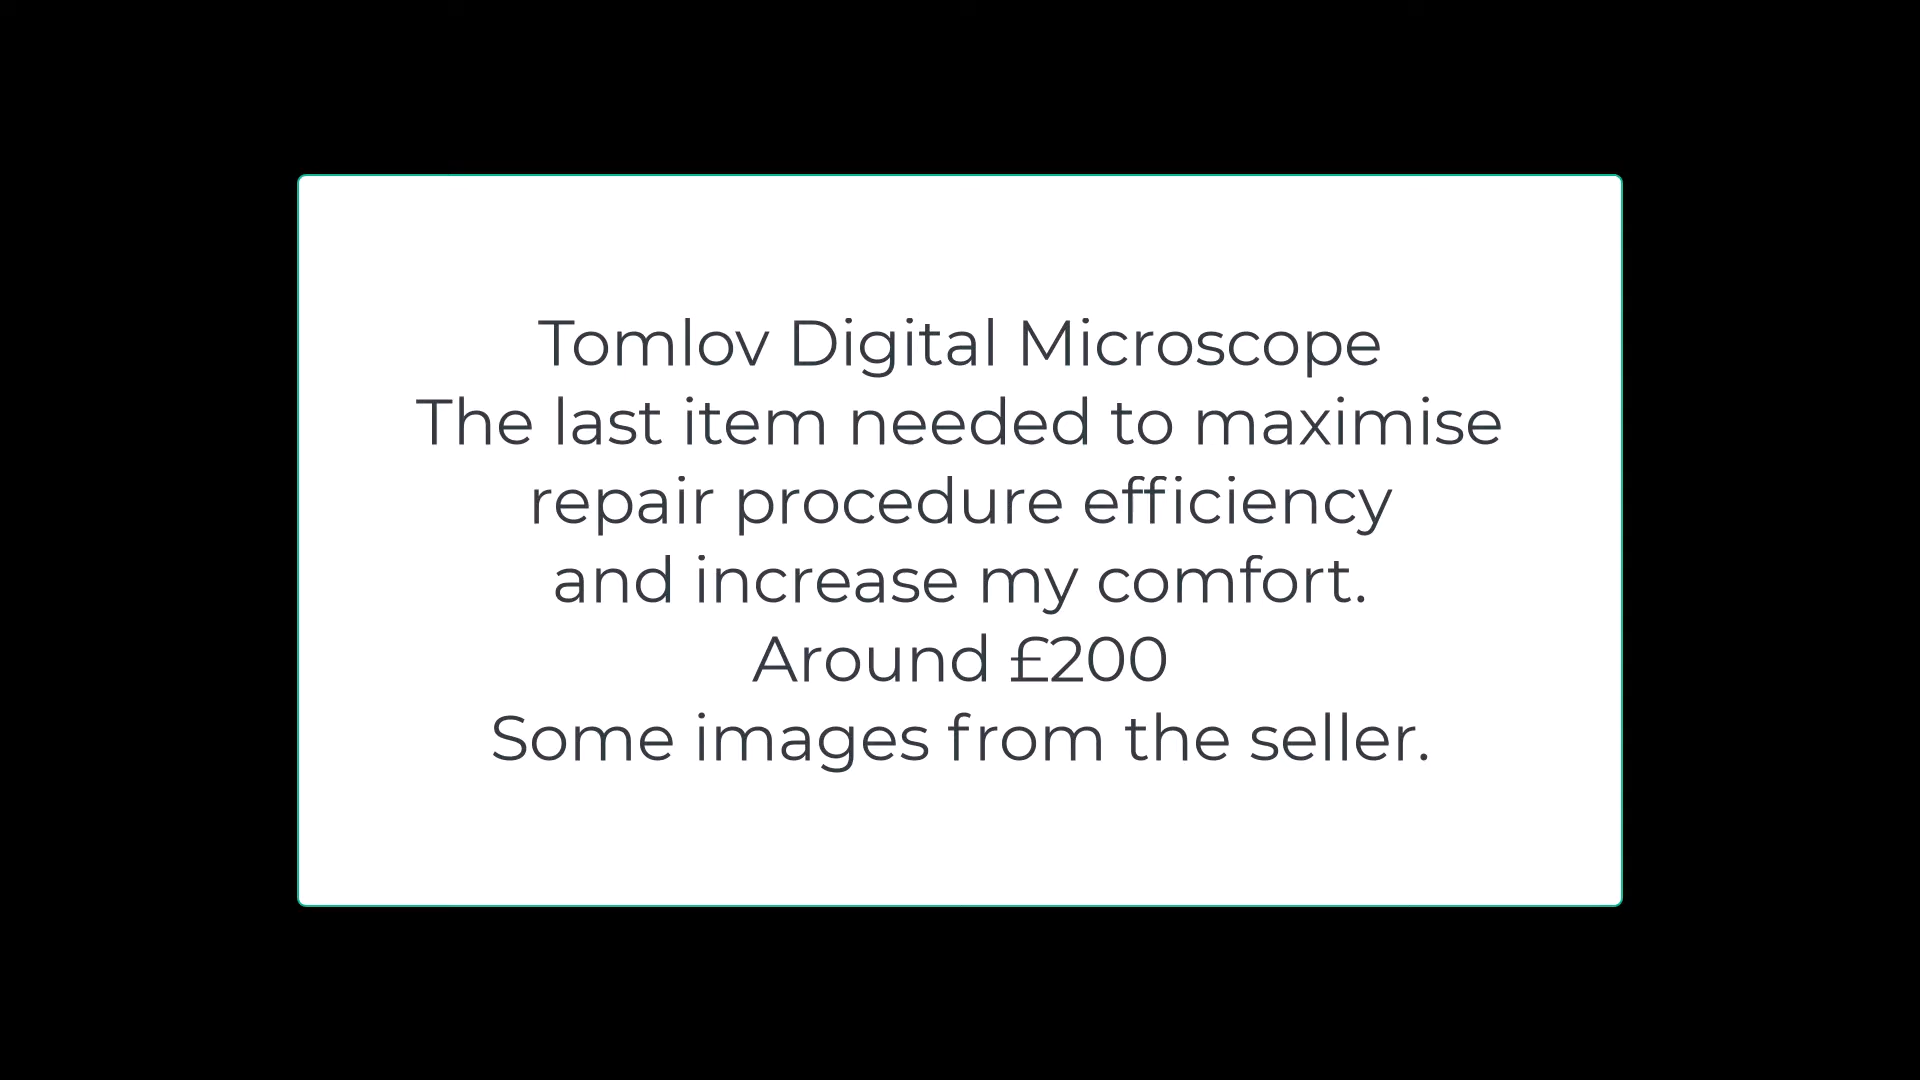 Tomlov Digital Microscope
The last item needed to maximise
repair procedure efficiency
and increase my comfort.
Around £200
Some images from the seller.